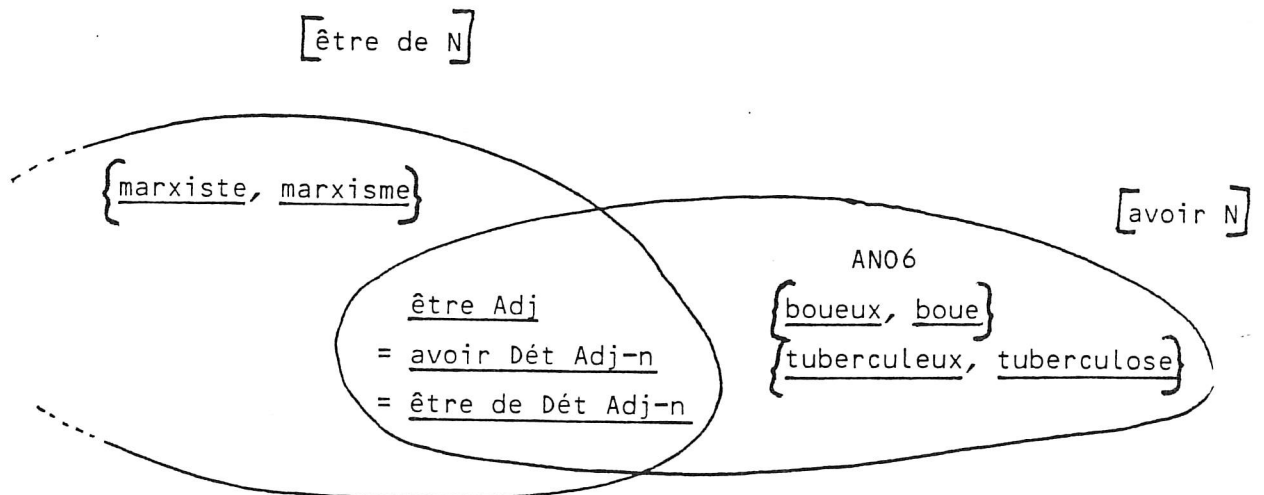 [être de N]
{marxiste, marxisme}
[avoir N]
AN06
{boueux, boue}
{tuberculeux, tuberculose}
être Adj
= avoir Dét Adj-n
= être de Dét Adj-n